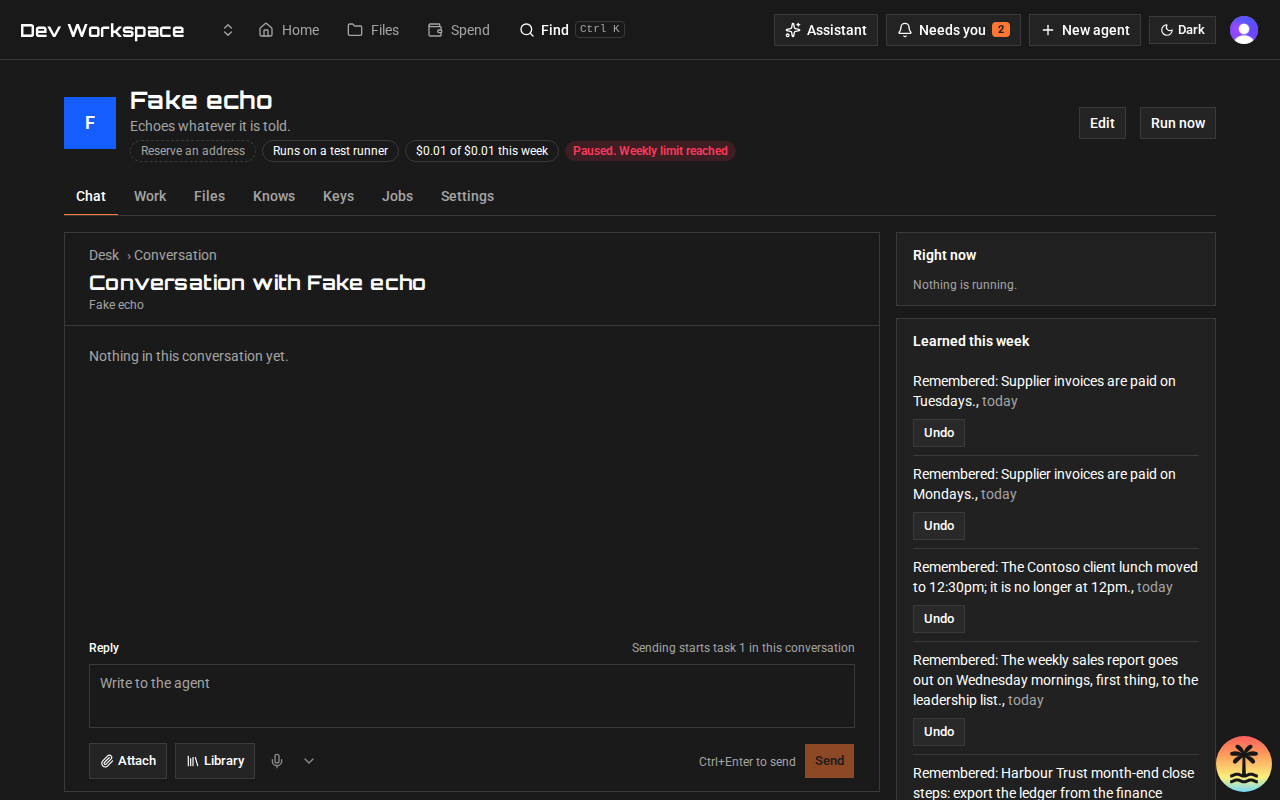 Dev Workspace
Home
Files
Spend
Find
Ctrl K
Assistant
Needs you 2
New agent
Dark
F
Fake echo
Echoes whatever it is told.
Reserve an address
Runs on a test runner
$0.01 of $0.01 this week
Paused. Weekly limit reached
Edit
Run now
Chat
Work
Files
Knows
Keys
Jobs
Settings
Desk › Conversation
Conversation with Fake echo
Fake echo
Nothing in this conversation yet.
Reply
Sending starts task 1 in this conversation
Write to the agent
Attach
Library
Ctrl+Enter to send
Send
Right now
Nothing is running.
Learned this week
Remembered: Supplier invoices are paid on
Tuesdays., today
Undo
Remembered: Supplier invoices are paid on
Mondays., today
Undo
Remembered: The Contoso client lunch moved
to 12:30pm; it is no longer at 12pm., today
Undo
Remembered: The weekly sales report goes
out on Wednesday mornings, first thing, to the
leadership list., today
Undo
Remembered: Harbour Trust month-end close
steps: export the ledger from the finance